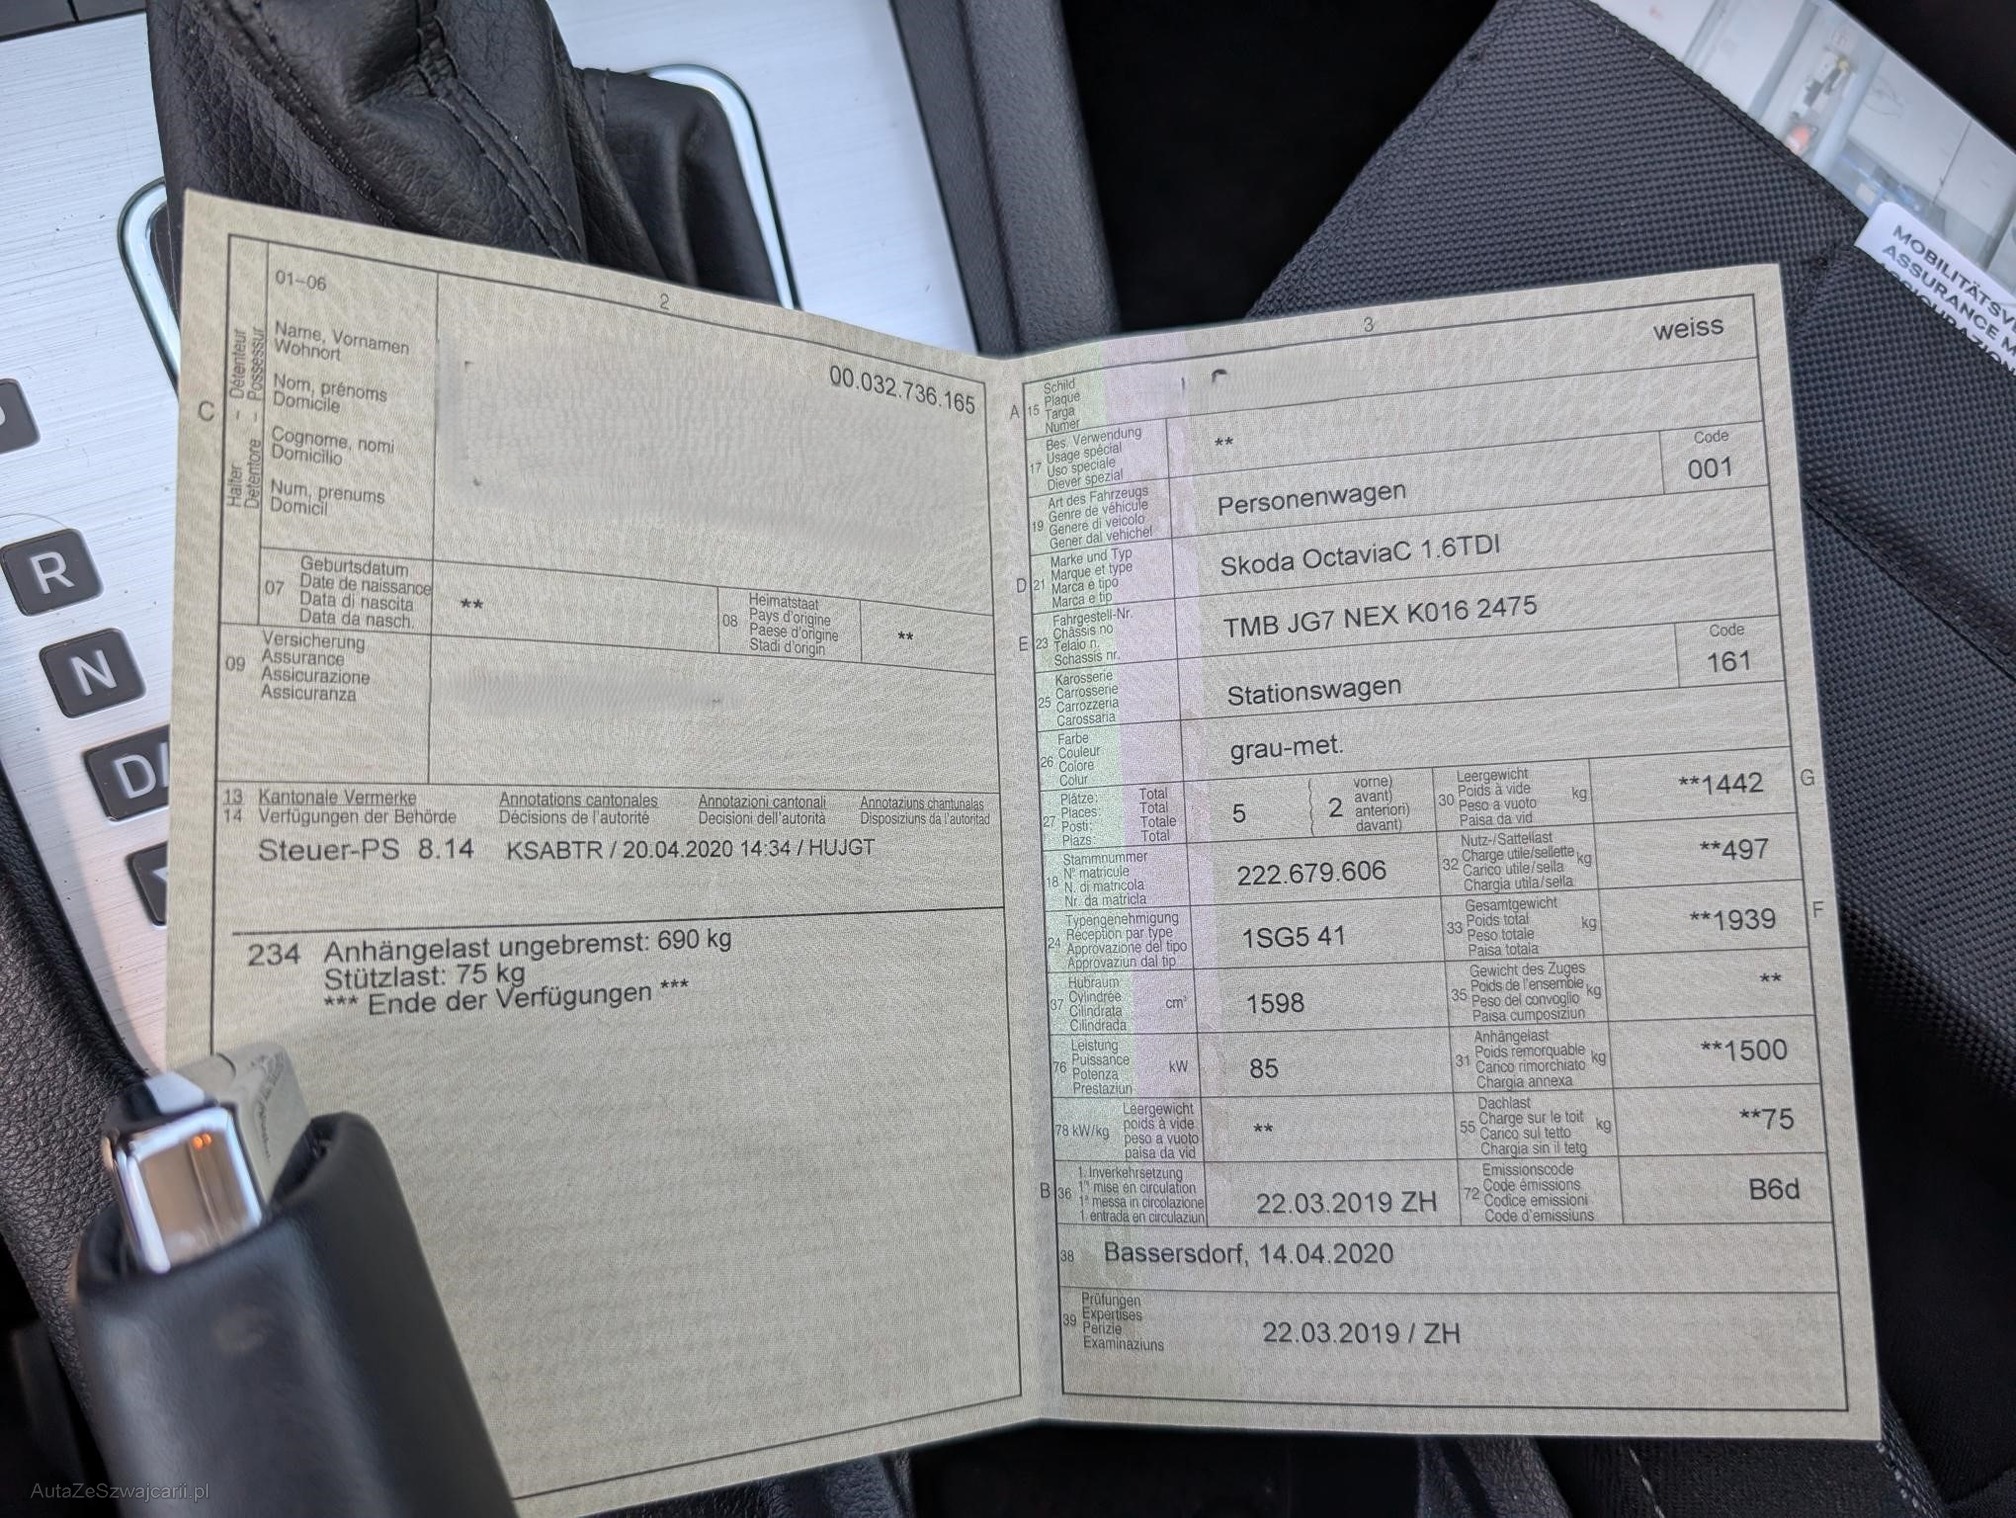 R
N
D/
MOBILITÄTSV
ASSURANCE M
2
01–06
Name, Vornamen
Wohnort
Nom, prénoms
Domicile
Cognome, nomi
Domicilio
Num, prenums
Domicil
C
Halter – Détenteur
Detentore – Possessur
00.032.736.165
07
Geburtsdatum
Date de naissance
Data di nascita
Data da nasch.
**
08
Heimatstaat
Pays d'origine
Paese d'origine
Stadi d'origin
**
09
Versicherung
Assurance
Assicurazione
Assicuranza
13 Kantonale Vermerke Annotations cantonales Annotazioni cantonali Annotaziuns chantunalas
14 Verfügungen der Behörde Décisions de l'autorité Decisioni dell'autorità Disposiziuns da l'autoritad
Steuer-PS 8.14 KSABTR / 20.04.2020 14:34 / HUJGT
234 Anhängelast ungebremst: 690 kg
Stützlast: 75 kg
*** Ende der Verfügungen ***
3
weiss
A 15
Schild
Plaque
Targa
Numer
17
Bes. Verwendung
Usage spécial
Uso speciale
Diever spezial
**
19
Art des Fahrzeugs
Genre de véhicule
Genere di veicolo
Gener dal vehichel
Personenwagen
Code
001
D 21
Marke und Typ
Marque et type
Marca e tipo
Marca e tip
Skoda OctaviaC 1.6TDI
E 23
Fahrgestell-Nr.
Châssis no
Telaio n.
Schassis nr.
TMB JG7 NEX K016 2475
25
Karosserie
Carrosserie
Carrozzeria
Carossaria
Stationswagen
Code
161
26
Farbe
Couleur
Colore
Colur
grau-met.
27
Plätze: Total
Places: Total
Posti: Totale
Plazs: Total
5
2
vorne)
avant)
anteriori)
davant)
30
Leergewicht
Poids à vide
Peso a vuoto
Paisa da vid
kg
**1442
G
18
Stammnummer
N° matricule
N. di matricola
Nr. da matricla
222.679.606
32
Nutz-/Sattellast
Charge utile/sellette
Carico utile/sella
Chargia utila/sella
kg
**497
24
Typengenehmigung
Réception par type
Approvazione del tipo
Approvaziun dal tip
1SG5 41
33
Gesamtgewicht
Poids total
Peso totale
Paisa totala
kg
**1939
F
37
Hubraum
Cylindrée
Cilindrata
Cilindrada
cm³
1598
35
Gewicht des Zuges
Poids de l'ensemble
Peso del convoglio
Paisa cumposiziun
kg
**
76
Leistung
Puissance
Potenza
Prestaziun
kW
85
31
Anhängelast
Poids remorquable
Carico rimorchiato
Chargia annexa
kg
**1500
78 kW/kg
Leergewicht
poids à vide
peso a vuoto
paisa da vid
**
55
Dachlast
Charge sur le toit
Carico sul tetto
Chargia sin il tetg
kg
**75
B 36
1. Inverkehrsetzung
1re mise en circulation
1a messa in circolazione
1. entrada en circulaziun
22.03.2019 ZH
72
Emissionscode
Code émissions
Codice emissioni
Code d'emissiuns
B6d
38 Bassersdorf, 14.04.2020
39
Prüfungen
Expertises
Perizie
Examinaziuns
22.03.2019 / ZH
AutaZeSzwajcarii.pl